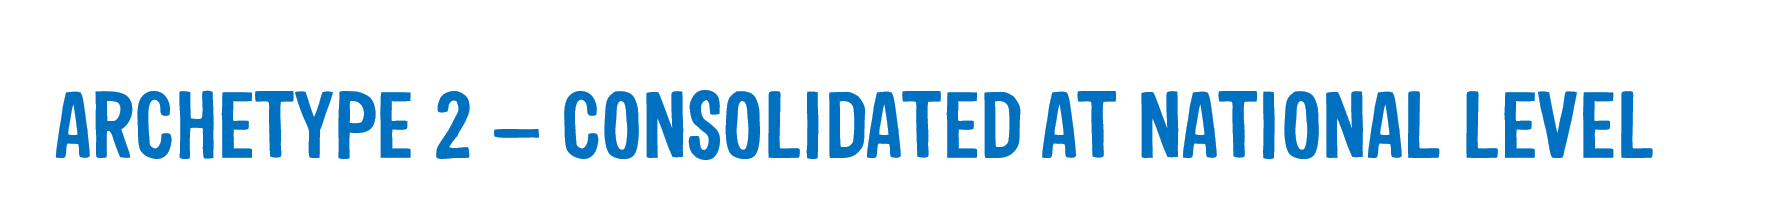 ARCHETYPE 2 – CONSOLIDATED AT NATIONAL LEVEL